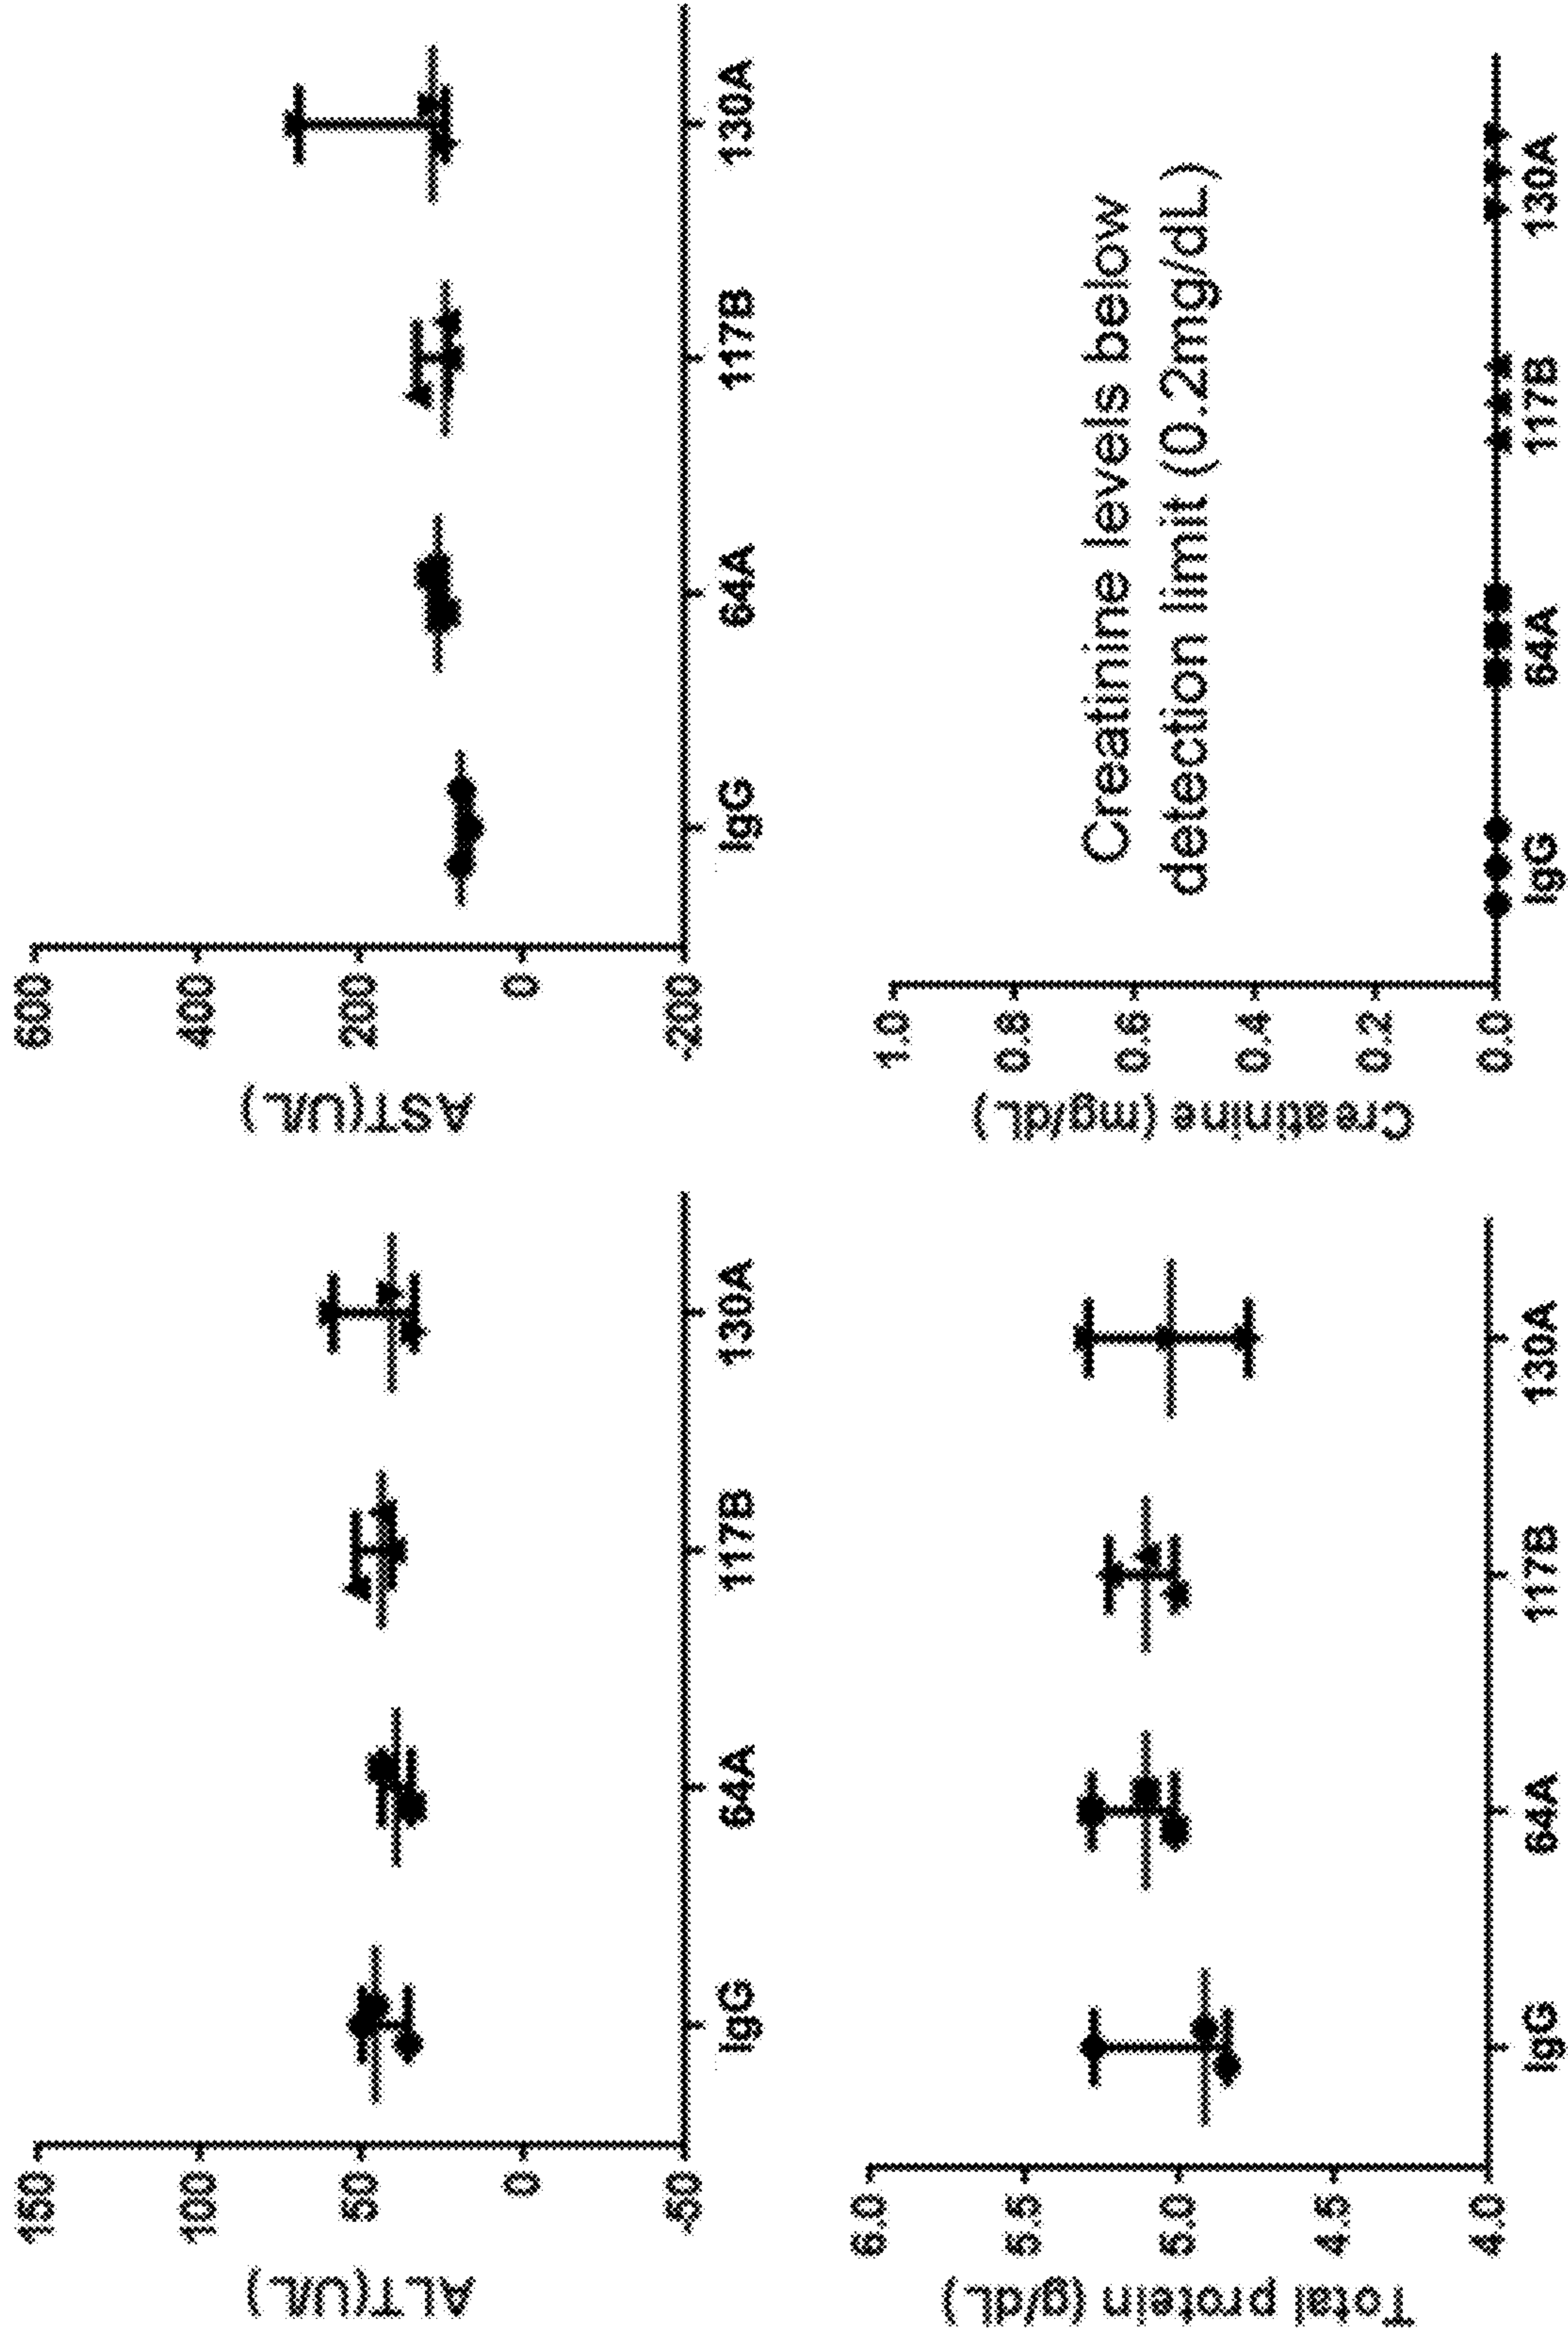 ALT(U/L)
150
100
50
0
-50
IgG
64A
117B
130A
AST(U/L)
600
400
200
0
-200
IgG
64A
117B
130A
Total protein (g/dL)
6.0
5.5
5.0
4.5
4.0
IgG
64A
117B
130A
Creatinine (mg/dL)
1.0
0.8
0.6
0.4
0.2
0.0
Creatinine levels below
detection limit (0.2mg/dL)
IgG
64A
117B
130A